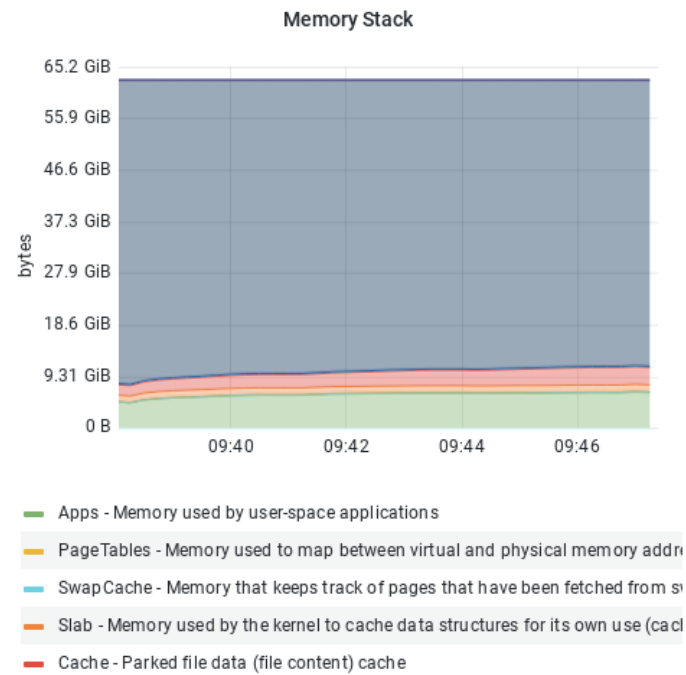 Memory Stack
65.2 GiB
55.9 GiB
46.6 GiB
37.3 GiB
27.9 GiB
18.6 GiB
9.31 GiB
0 B
bytes
09:40 09:42 09:44 09:46
Apps - Memory used by user-space applications
PageTables - Memory used to map between virtual and physical memory addre
SwapCache - Memory that keeps track of pages that have been fetched from s
Slab - Memory used by the kernel to cache data structures for its own use (cac
Cache - Parked file data (file content) cache